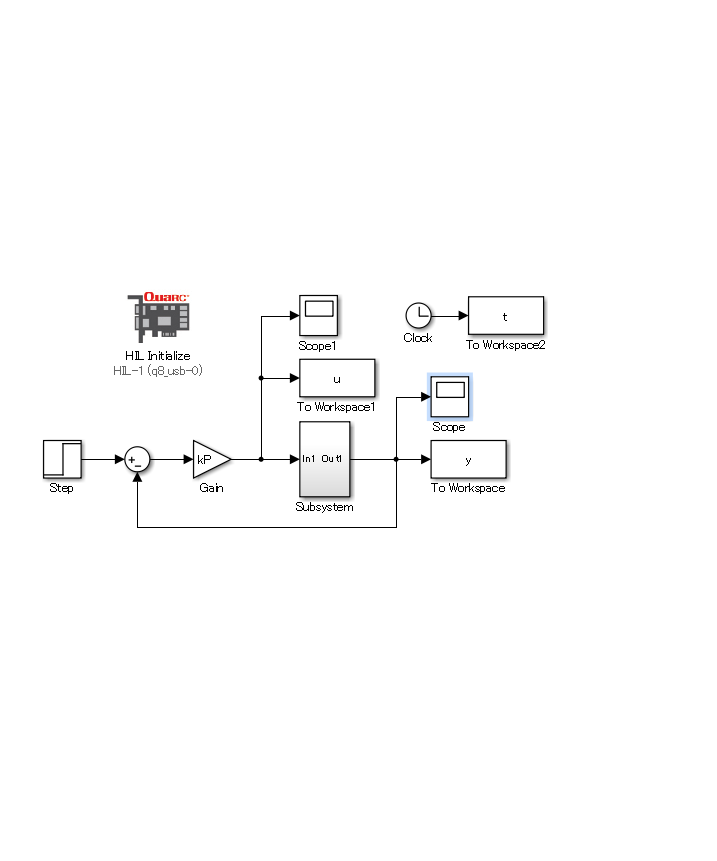 QUARC™
HIL Initialize
HIL-1 (q8_usb-0)
Scope1
Clock
t
To Workspace2
u
To Workspace1
Scope
Step
+
−
kP
Gain
In1 Out1
Subsystem
y
To Workspace